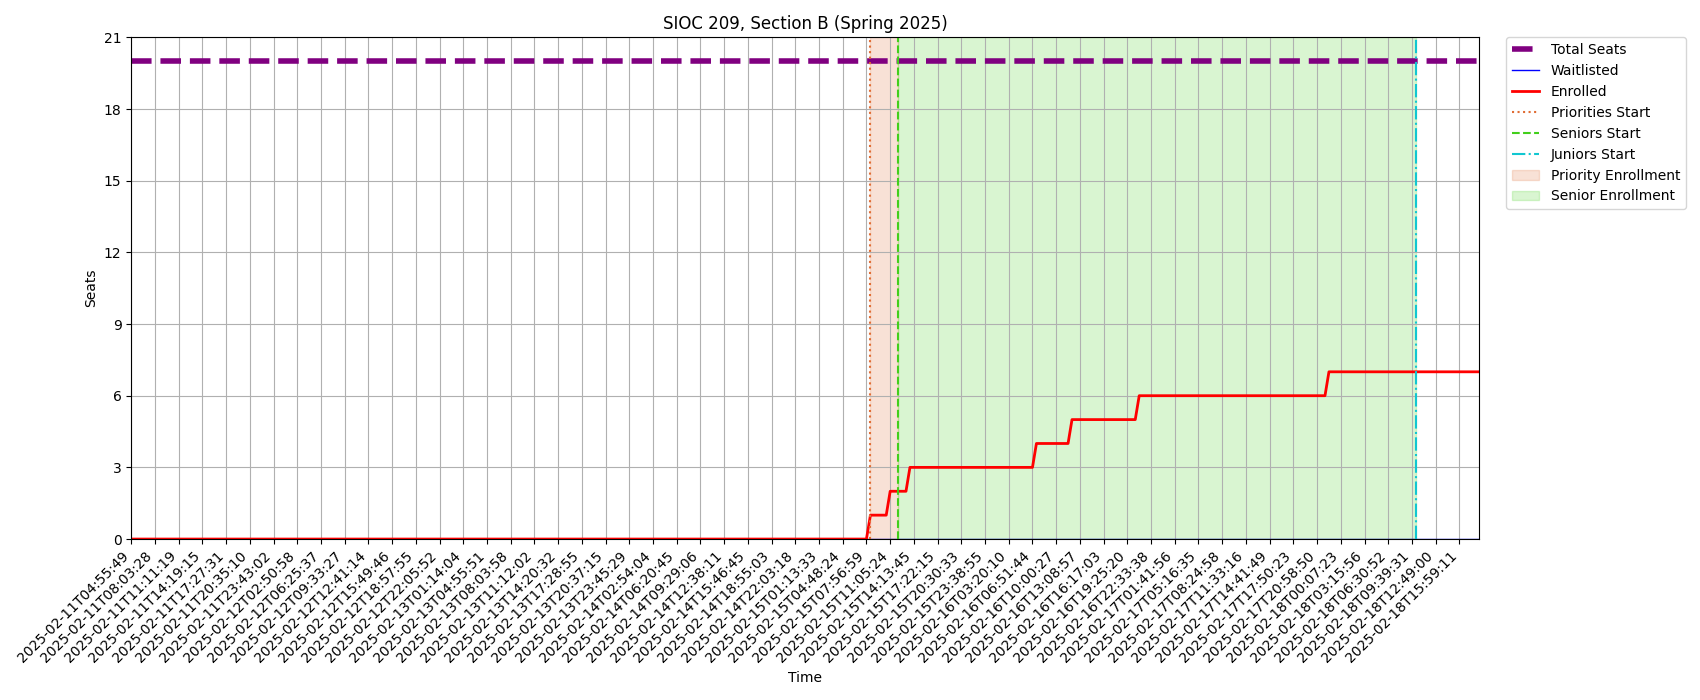 SIOC 209, Section B (Spring 2025)
21
18
15
12
9
6
3
0
Seats
Total Seats
Waitlisted
Enrolled
Priorities Start
Seniors Start
Juniors Start
Priority Enrollment
Senior Enrollment
2025-02-11T04:55:49
2025-02-11T08:03:28
2025-02-11T11:11:19
2025-02-11T14:19:15
2025-02-11T17:27:31
2025-02-11T20:35:10
2025-02-11T23:43:02
2025-02-12T02:50:58
2025-02-12T06:25:37
2025-02-12T09:33:27
2025-02-12T12:41:14
2025-02-12T15:49:46
2025-02-12T18:57:55
2025-02-12T22:05:52
2025-02-13T01:14:04
2025-02-13T04:55:51
2025-02-13T08:03:58
2025-02-13T11:12:02
2025-02-13T14:20:32
2025-02-13T17:28:55
2025-02-13T20:37:15
2025-02-13T23:45:29
2025-02-14T02:54:04
2025-02-14T06:20:45
2025-02-14T09:29:06
2025-02-14T12:38:11
2025-02-14T15:46:45
2025-02-14T18:55:03
2025-02-14T22:03:18
2025-02-15T01:13:33
2025-02-15T04:48:24
2025-02-15T07:56:59
2025-02-15T11:05:24
2025-02-15T14:13:45
2025-02-15T17:22:15
2025-02-15T20:30:33
2025-02-15T23:38:55
2025-02-16T03:20:10
2025-02-16T06:51:44
2025-02-16T10:00:27
2025-02-16T13:08:57
2025-02-16T16:17:03
2025-02-16T19:25:20
2025-02-16T22:33:38
2025-02-17T01:41:56
2025-02-17T05:16:35
2025-02-17T08:24:58
2025-02-17T11:33:16
2025-02-17T14:41:49
2025-02-17T17:50:23
2025-02-17T20:58:50
2025-02-18T00:07:23
2025-02-18T03:15:56
2025-02-18T06:30:52
2025-02-18T09:39:31
2025-02-18T12:49:00
2025-02-18T15:59:11
Time